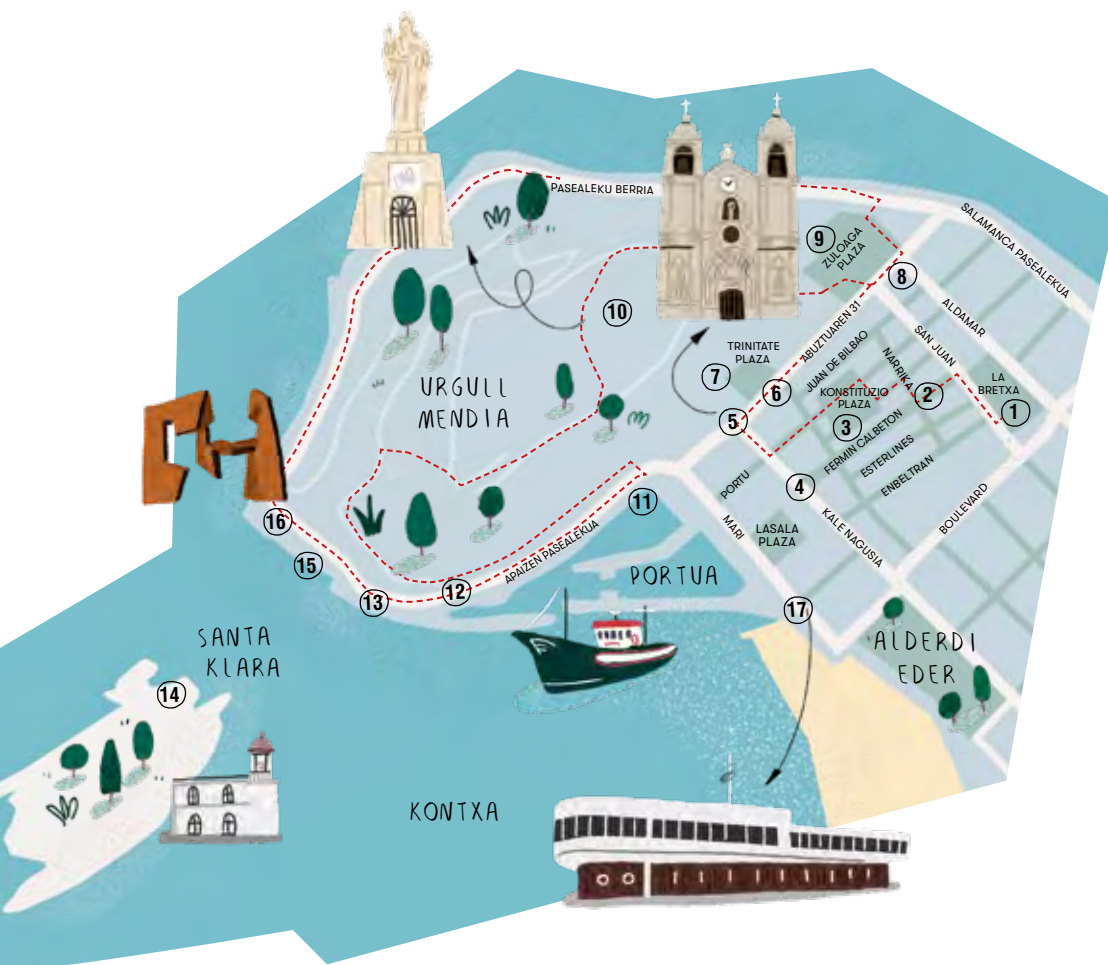 PASEALEKU BERRIA
SALAMANCA PASEALEKUA
9
ZULOAGA
PLAZA
8
ALDAMAR
10
ABUZTUAREN 31
SAN JUAN
JUAN DE BILBAO
NARRIKA
TRINITATE
PLAZA
7
6
URGULL
MENDIA
KONSTITUZIO
PLAZA
2
LA
BRETXA
1
5
3
FERMIN CALBETON
ESTERLINES
ENBELTRAN
4
PORTU
11
MARI
LASALA
PLAZA
KALE NAGUSIA
BOULEVARD
16
APAIZEN PASEALEKUA
15
12
13
PORTUA
17
ALDERDI
EDER
SANTA
KLARA
14
KONTXA